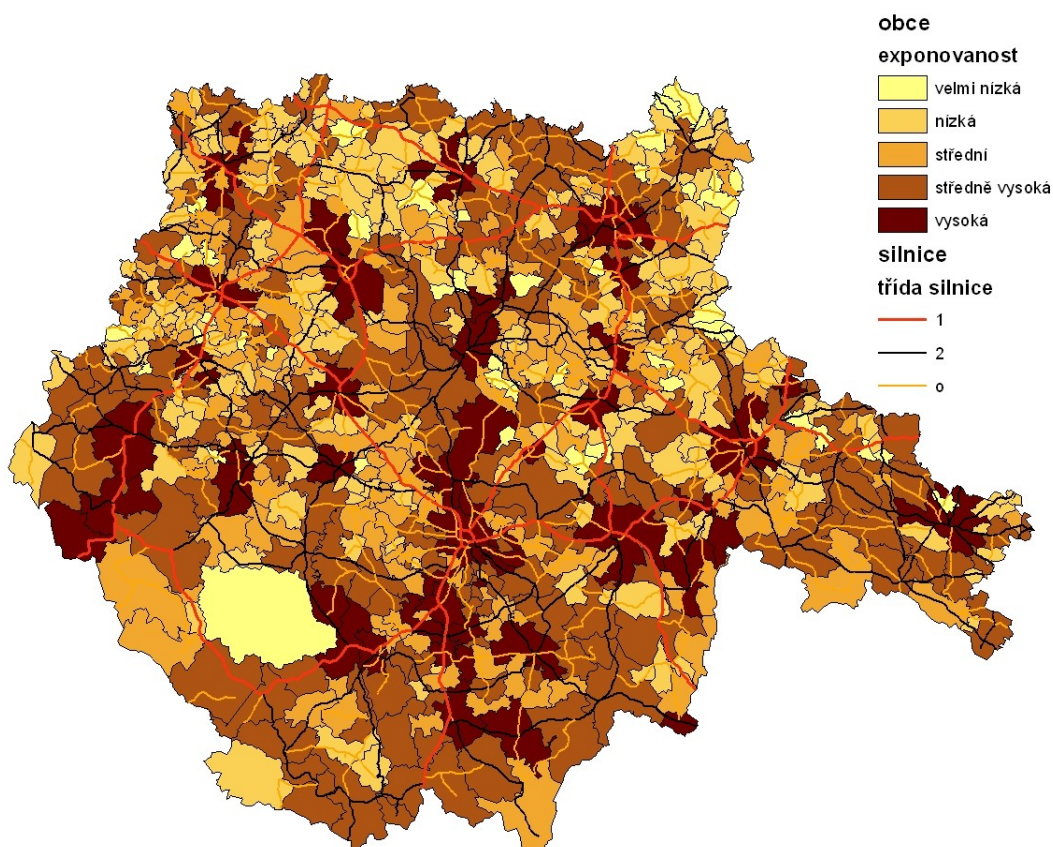 obce
exponovanost
velmi nízká
nízká
střední
středně vysoká
vysoká
silnice
třída silnice
1
2
o